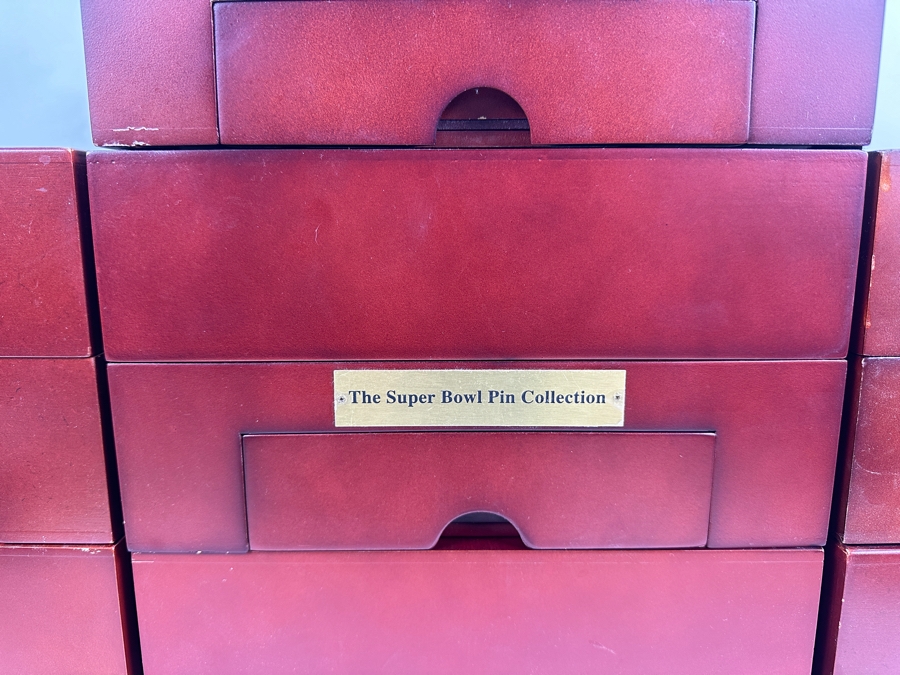 The Super Bowl Pin Collection